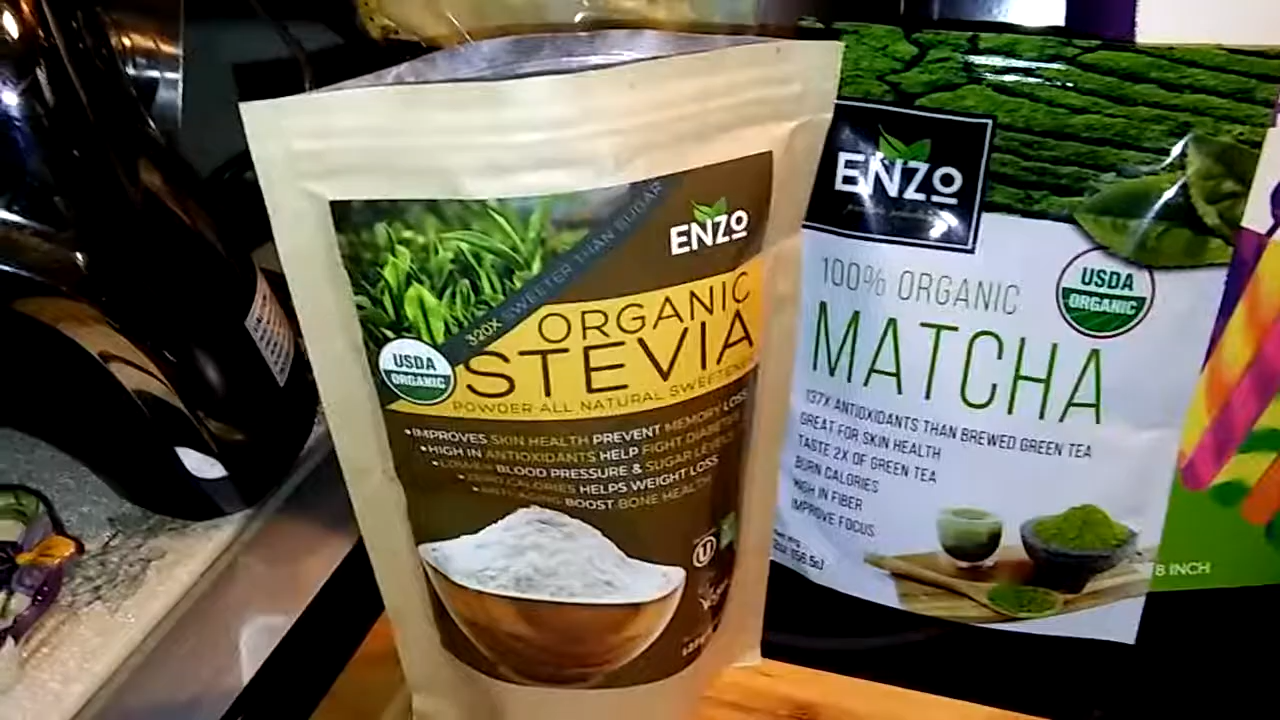 ENZO
320X SWEETER THAN SUGAR
ORGANIC
STEVIA
USDA
ORGANIC
POWDER ALL NATURAL SWEETENER
•IMPROVES SKIN HEALTH PREVENT MEMORY LOSS
•HIGH IN ANTIOXIDANTS HELP FIGHT DIABETES
•LOWER BLOOD PRESSURE & SUGAR LEVELS
•ZERO CALORIES HELPS WEIGHT LOSS
BOOST BONE HEALTH
U
ENZO
100% ORGANIC
USDA
ORGANIC
MATCHA
137X ANTIOXIDANTS THAN BREWED GREEN TEA
GREAT FOR SKIN HEALTH
TASTE 2X OF GREEN TEA
BURN CALORIES
HIGH IN FIBER
IMPROVE FOCUS
8 INCH